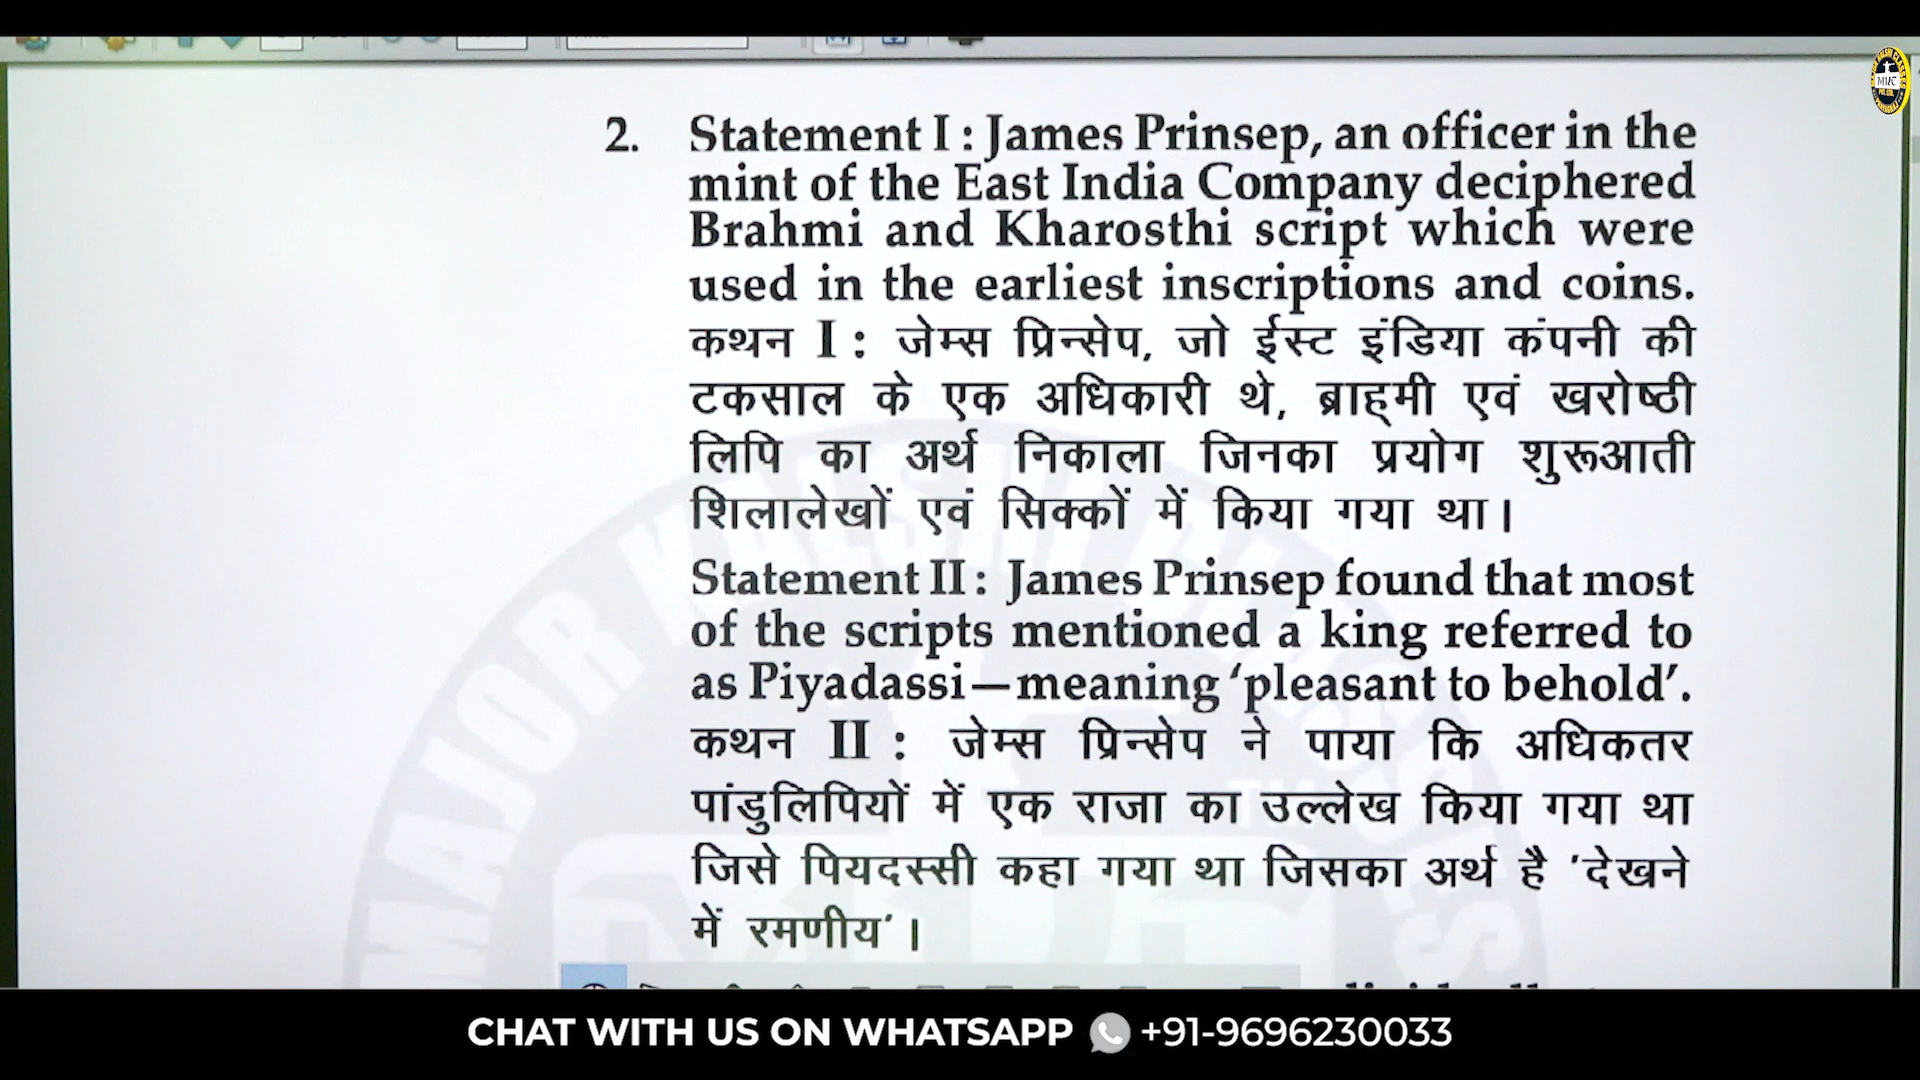 2. Statement I : James Prinsep, an officer in the
mint of the East India Company deciphered
Brahmi and Kharosthi script which were
used in the earliest inscriptions and coins.
कथन I : जेम्स प्रिन्सेप, जो ईस्ट इंडिया कंपनी की
टकसाल के एक अधिकारी थे, ब्राह्मी एवं खरोष्ठी
लिपि का अर्थ निकाला जिनका प्रयोग शुरूआती
शिलालेखों एवं सिक्कों में किया गया था।
Statement II : James Prinsep found that most
of the scripts mentioned a king referred to
as Piyadassi—meaning ‘pleasant to behold’.
कथन II : जेम्स प्रिन्सेप ने पाया कि अधिकतर
पांडुलिपियों में एक राजा का उल्लेख किया गया था
जिसे पियदस्सी कहा गया था जिसका अर्थ है ‘देखने
में रमणीय’।
CHAT WITH US ON WHATSAPP +91-9696230033